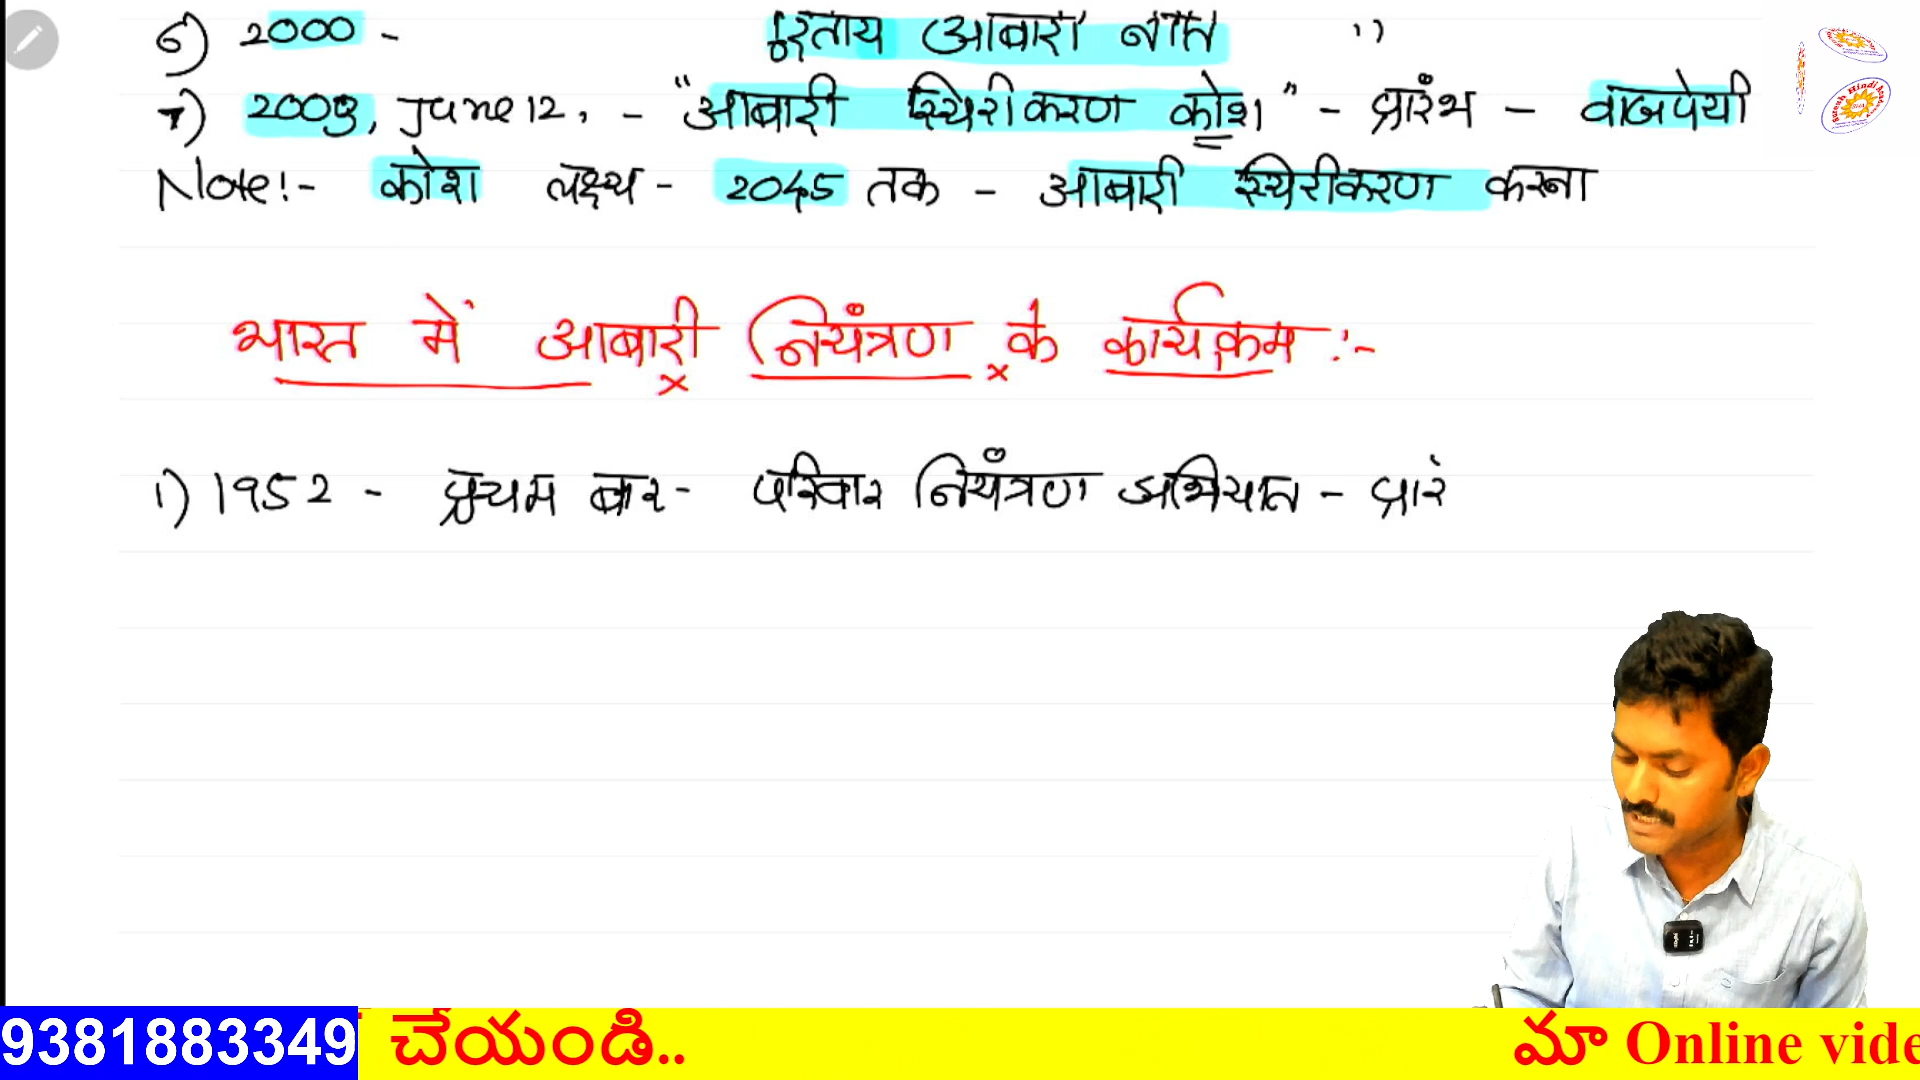 6) 2000 - द्वितीय आबारी नीति "
7) 2003, June 12, - "आबारी स्थिरीकरण कोश" - प्रारंभ - वाजपेयी
Note:- कोश लक्ष्य - 2045 तक - आबारी स्थिरीकरण करना
भारत में आबारी नियंत्रण के कार्यक्रम :-
1) 1952 - प्रथम बार - परिवार नियंत्रण अभियान - प्रारं
9381883349 చేయండి.. మా Online vide